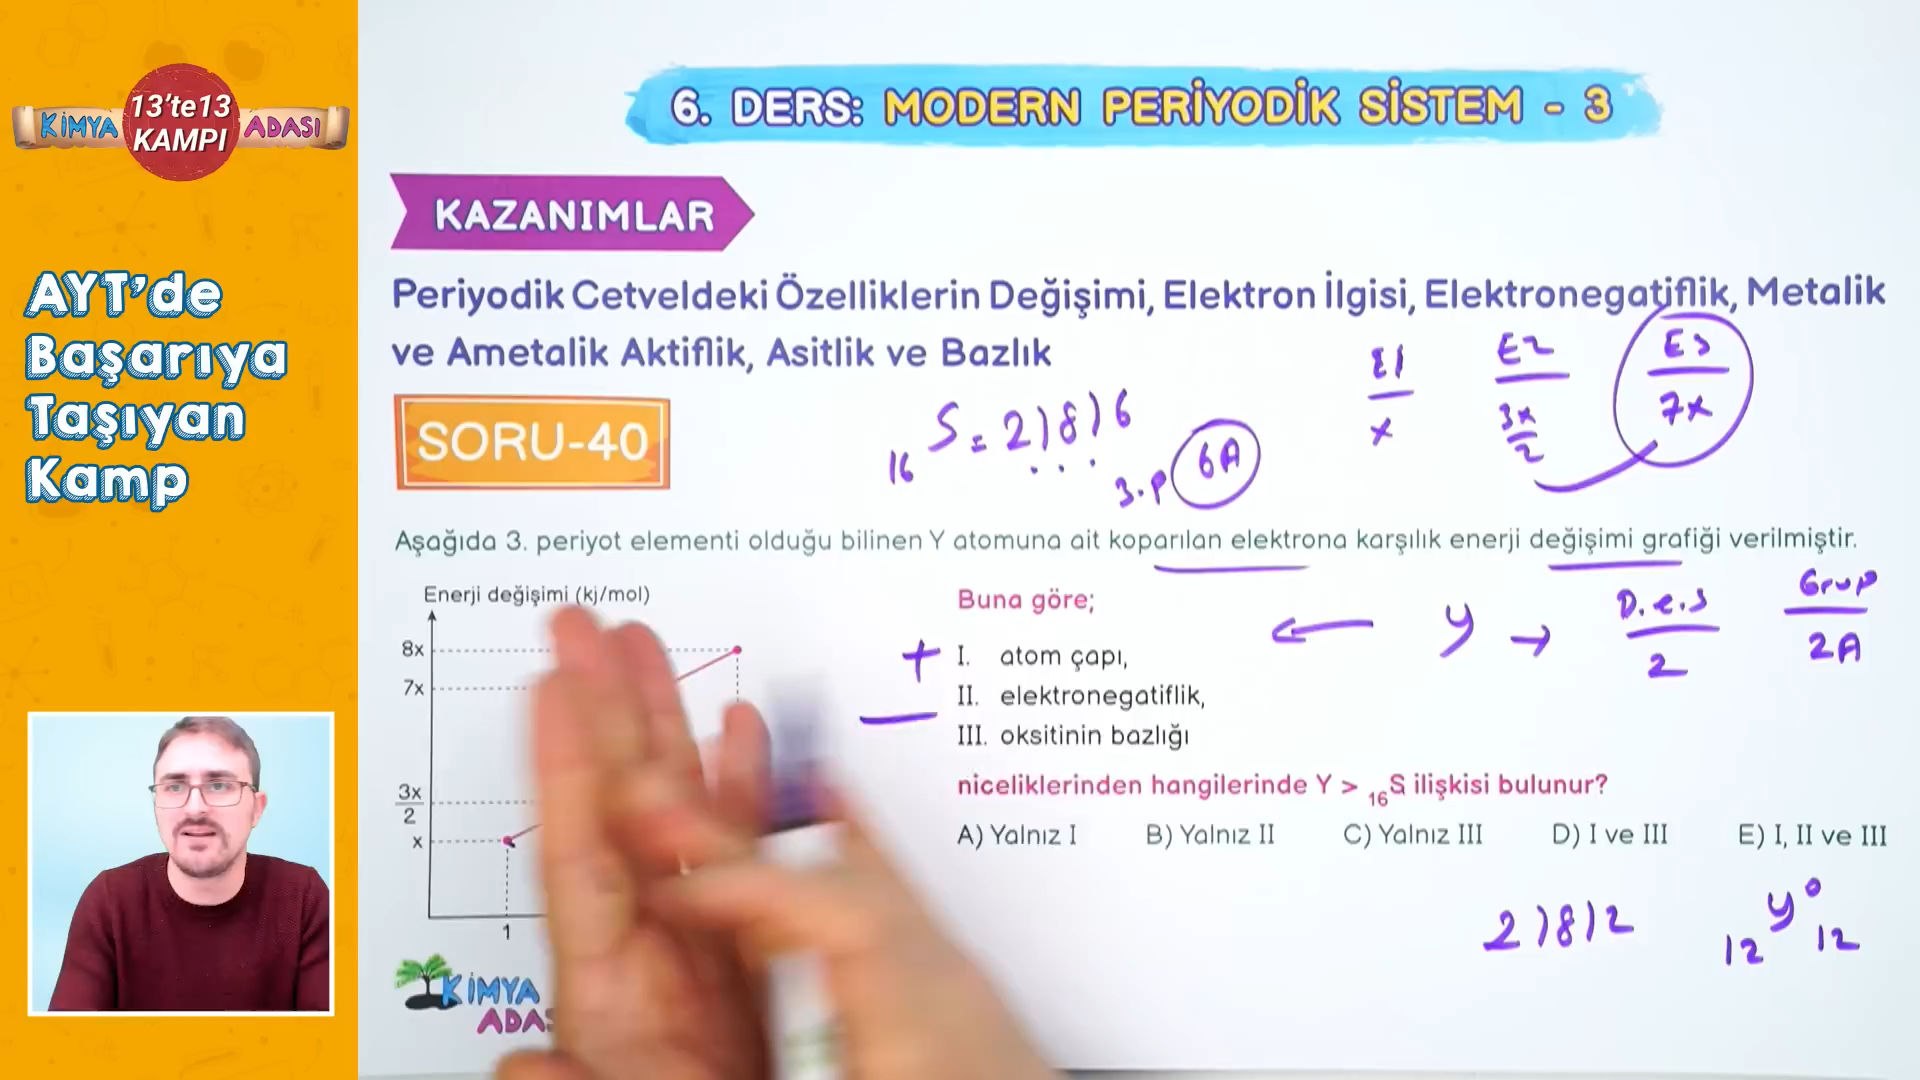 KİMYA 13'te13 KAMPI ADASI
AYT'de
Başarıya
Taşıyan
Kamp
6. DERS: MODERN PERİYODİK SİSTEM - 3
KAZANIMLAR
Periyodik Cetveldeki Özelliklerin Değişimi, Elektron İlgisi, Elektronegatiflik, Metalik
ve Ametalik Aktiflik, Asitlik ve Bazlık
E1 / x
E2 / 3x/2
E3 / 7x
SORU-40
16 S = 2)8)6
3.P 6A
Aşağıda 3. periyot elementi olduğu bilinen Y atomuna ait koparılan elektrona karşılık enerji değişimi grafiği verilmiştir.
Enerji değişimi (kj/mol)
8x
7x
3x/2
x
1
Buna göre;
+ I. atom çapı,
— II. elektronegatiflik,
III. oksitinin bazlığı
← Y →
D.e.s / 2
Grup / 2A
niceliklerinden hangilerinde Y > 16S ilişkisi bulunur?
A) Yalnız I B) Yalnız II C) Yalnız III D) I ve III E) I, II ve III
2)8)2
12 Y 0 12
KİMYA